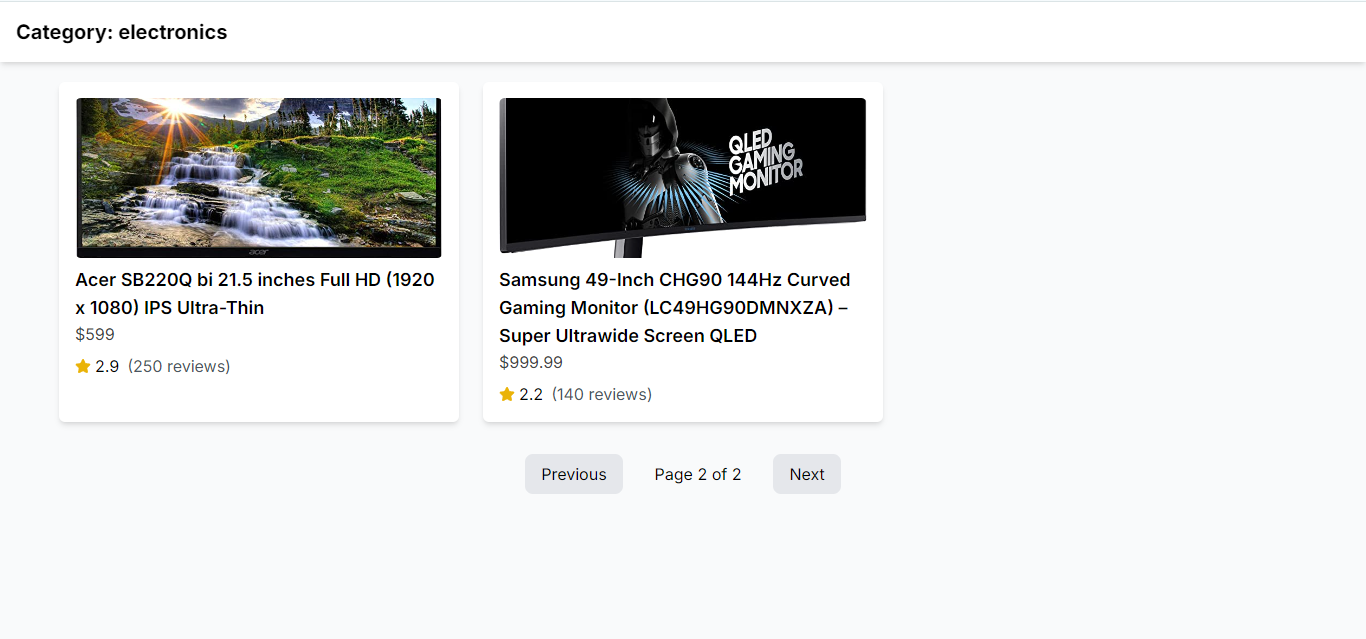 Category: electronics
QLED
GAMING
MONITOR
acer
Acer SB220Q bi 21.5 inches Full HD (1920
x 1080) IPS Ultra-Thin
$599
2.9 (250 reviews)
Samsung 49-Inch CHG90 144Hz Curved
Gaming Monitor (LC49HG90DMNXZA) –
Super Ultrawide Screen QLED
$999.99
2.2 (140 reviews)
Previous
Page 2 of 2
Next